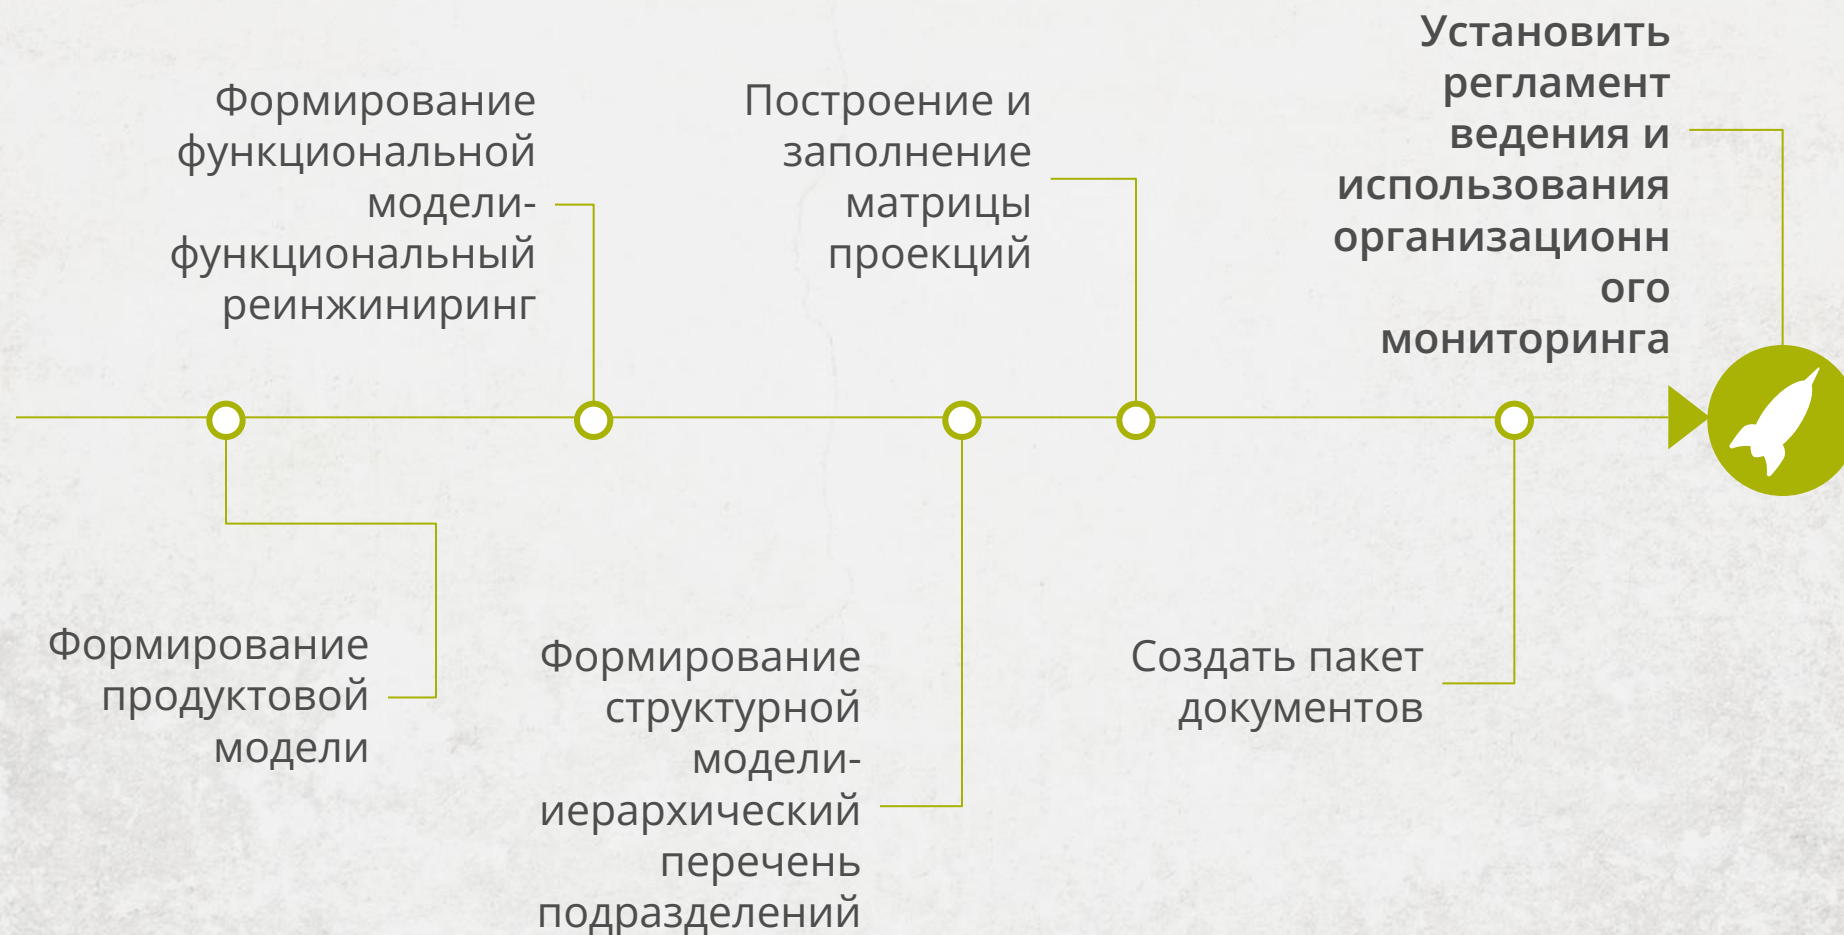 Формирование
функциональной
модели-
функциональный
реинжиниринг
Построение и
заполнение
матрицы
проекций
Установить
регламент
ведения и
использования
организационн
ого
мониторинга
Формирование
продуктовой
модели
Формирование
структурной
модели-
иерархический
перечень
подразделений
Создать пакет
документов